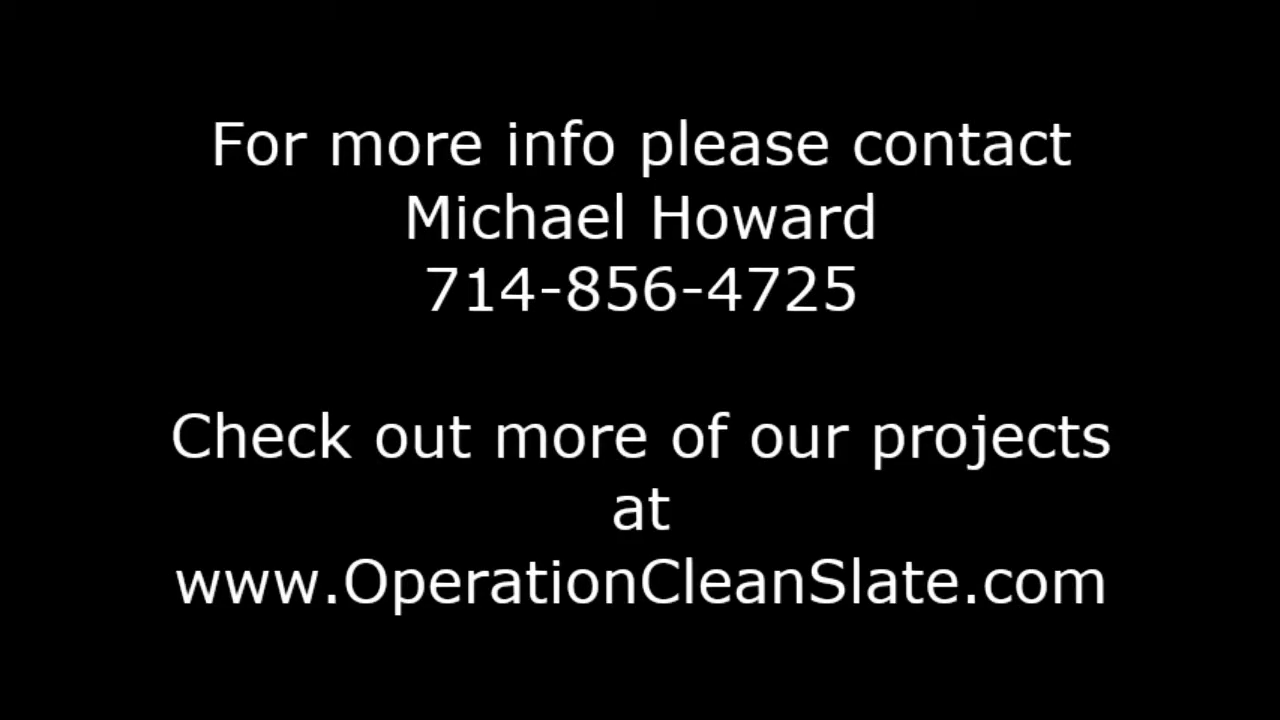 For more info please contact
Michael Howard
714-856-4725
Check out more of our projects
at
www.OperationCleanSlate.com